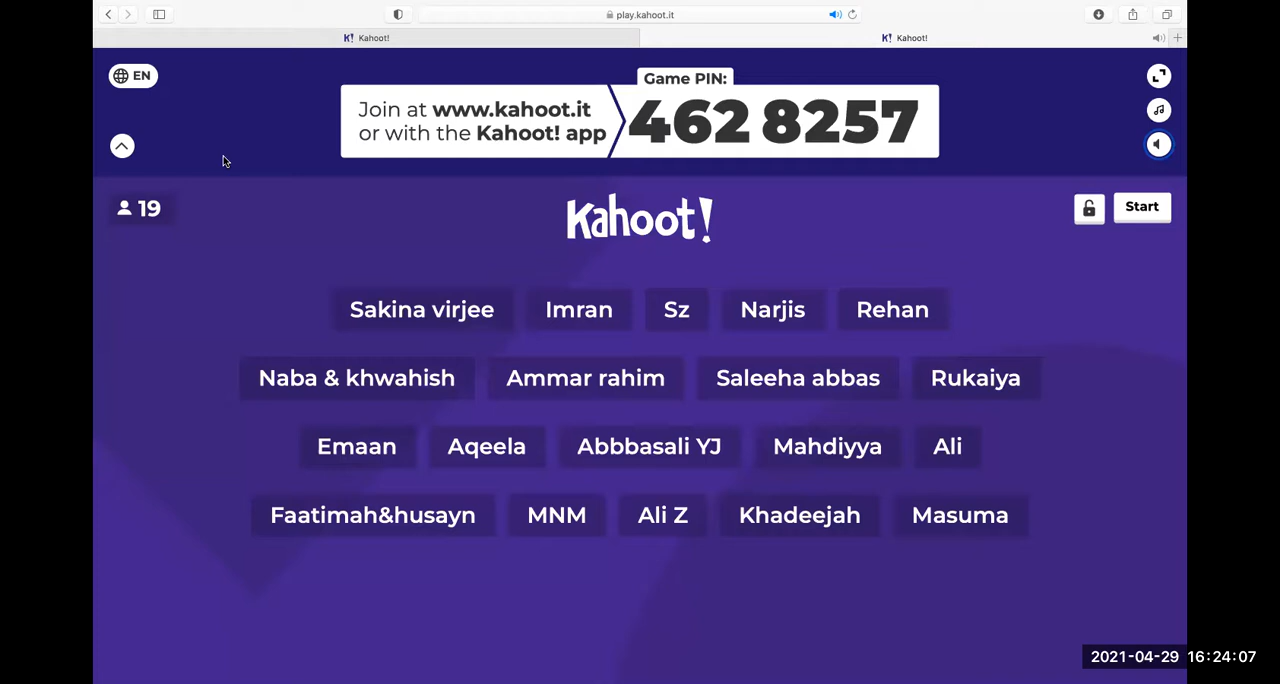 play.kahoot.it
K! Kahoot!
K! Kahoot!
EN
Game PIN:
Join at www.kahoot.it
or with the Kahoot! app
462 8257
19
Kahoot!
Start
Sakina virjee
Imran
Sz
Narjis
Rehan
Naba & khwahish
Ammar rahim
Saleeha abbas
Rukaiya
Emaan
Aqeela
Abbbasali YJ
Mahdiyya
Ali
Faatimah&husayn
MNM
Ali Z
Khadeejah
Masuma
2021-04-29 16:24:07